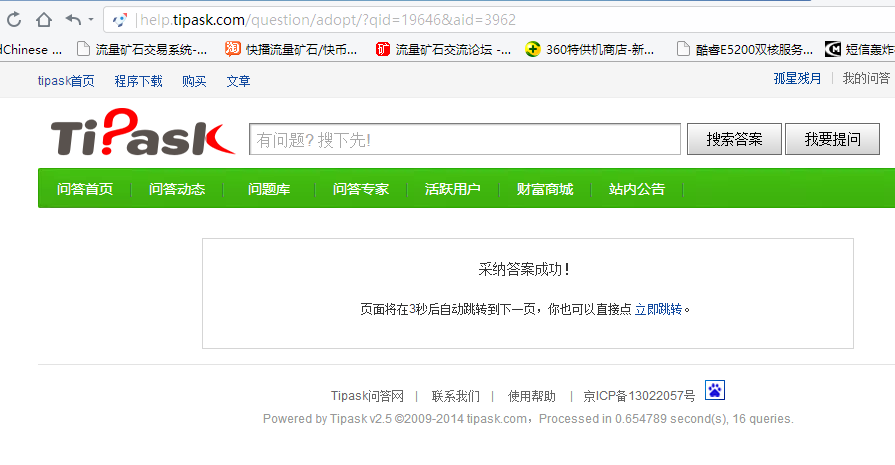 help.tipask.com/question/adopt/?qid=19646&aid=3962
dChinese ... 流量矿石交易系统-... 淘 快播流量矿石/快币... 矿 流量矿石交流论坛 -... 360特供机商店-新... 酷睿E5200双核服务... 短信轰炸
tipask首页 程序下载 购买 文章 孤星残月 | 我的问答
TiPask 有问题? 搜下先! 搜索答案 我要提问
问答首页 问答动态 问题库 问答专家 活跃用户 财富商城 站内公告
采纳答案成功!
页面将在3秒后自动跳转到下一页，你也可以直接点 立即跳转。
Tipask问答网 | 联系我们 | 使用帮助 | 京ICP备13022057号
Powered by Tipask v2.5 ©2009-2014 tipask.com，Processed in 0.654789 second(s), 16 queries.